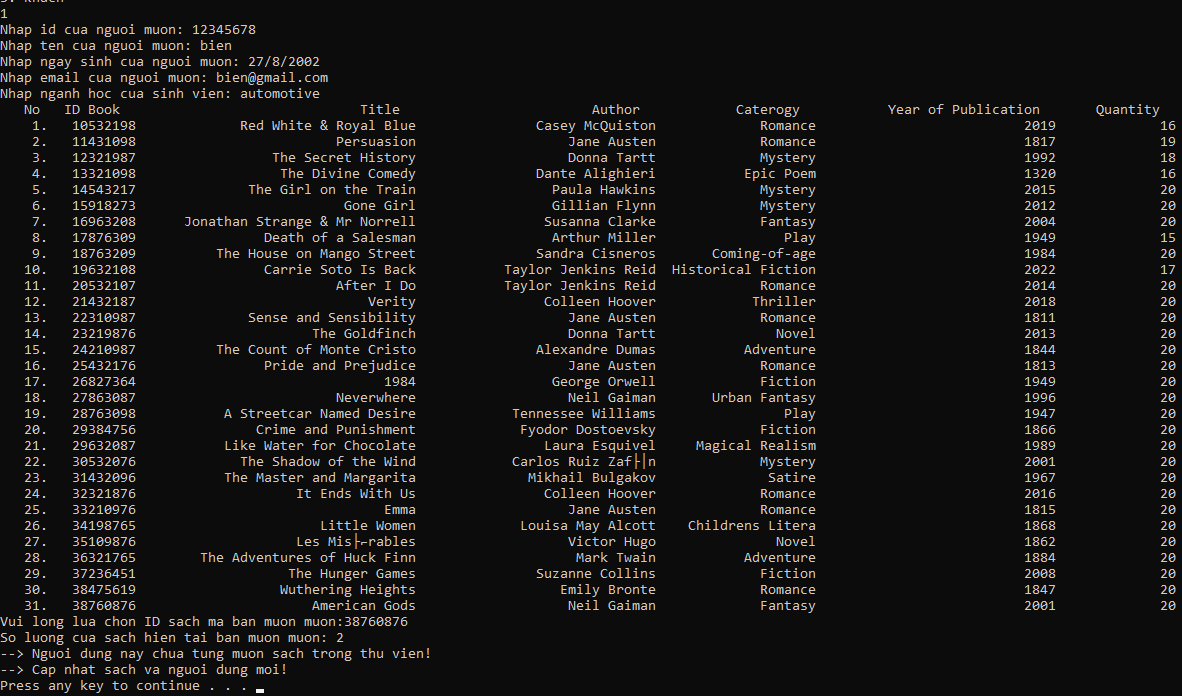 1
Nhap id cua nguoi muon: 12345678
Nhap ten cua nguoi muon: bien
Nhap ngay sinh cua nguoi muon: 27/8/2002
Nhap email cua nguoi muon: bien@gmail.com
Nhap nganh hoc cua sinh vien: automotive
No ID Book Title Author Caterogy Year of Publication Quantity
1. 10532198 Red White & Royal Blue Casey McQuiston Romance 2019 16
2. 11431098 Persuasion Jane Austen Romance 1817 19
3. 12321987 The Secret History Donna Tartt Mystery 1992 18
4. 13321098 The Divine Comedy Dante Alighieri Epic Poem 1320 16
5. 14543217 The Girl on the Train Paula Hawkins Mystery 2015 20
6. 15918273 Gone Girl Gillian Flynn Mystery 2012 20
7. 16963208 Jonathan Strange & Mr Norrell Susanna Clarke Fantasy 2004 20
8. 17876309 Death of a Salesman Arthur Miller Play 1949 15
9. 18763209 The House on Mango Street Sandra Cisneros Coming-of-age 1984 20
10. 19632108 Carrie Soto Is Back Taylor Jenkins Reid Historical Fiction 2022 17
11. 20532107 After I Do Taylor Jenkins Reid Romance 2014 20
12. 21432187 Verity Colleen Hoover Thriller 2018 20
13. 22310987 Sense and Sensibility Jane Austen Romance 1811 20
14. 23219876 The Goldfinch Donna Tartt Novel 2013 20
15. 24210987 The Count of Monte Cristo Alexandre Dumas Adventure 1844 20
16. 25432176 Pride and Prejudice Jane Austen Romance 1813 20
17. 26827364 1984 George Orwell Fiction 1949 20
18. 27863087 Neverwhere Neil Gaiman Urban Fantasy 1996 20
19. 28763098 A Streetcar Named Desire Tennessee Williams Play 1947 20
20. 29384756 Crime and Punishment Fyodor Dostoevsky Fiction 1866 20
21. 29632087 Like Water for Chocolate Laura Esquivel Magical Realism 1989 20
22. 30532076 The Shadow of the Wind Carlos Ruiz Zaf├│n Mystery 2001 20
23. 31432096 The Master and Margarita Mikhail Bulgakov Satire 1967 20
24. 32321876 It Ends With Us Colleen Hoover Romance 2016 20
25. 33210976 Emma Jane Austen Romance 1815 20
26. 34198765 Little Women Louisa May Alcott Childrens Litera 1868 20
27. 35109876 Les Mis├⌐rables Victor Hugo Novel 1862 20
28. 36321765 The Adventures of Huck Finn Mark Twain Adventure 1884 20
29. 37236451 The Hunger Games Suzanne Collins Fiction 2008 20
30. 38475619 Wuthering Heights Emily Bronte Romance 1847 20
31. 38760876 American Gods Neil Gaiman Fantasy 2001 20
Vui long lua chon ID sach ma ban muon muon:38760876
So luong cua sach hien tai ban muon muon: 2
--> Nguoi dung nay chua tung muon sach trong thu vien!
--> Cap nhat sach va nguoi dung moi!
Press any key to continue . . .